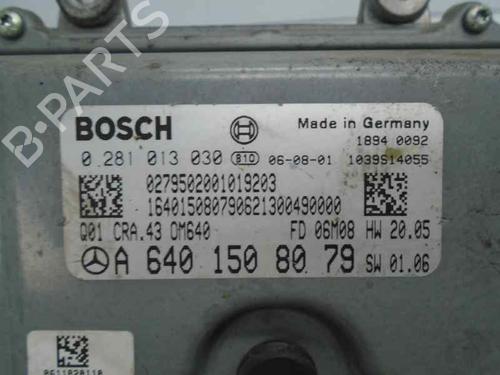 B-PARTS
BOSCH
Made in Germany
1894 0092
0 281 013 030 B10 06-08-01 1039S14055
0279502001019203
164015080790621300490000
Q01 CRA.43 OM640 FD 06M08 HW 20.05
A 640 150 80 79 SW 01.06